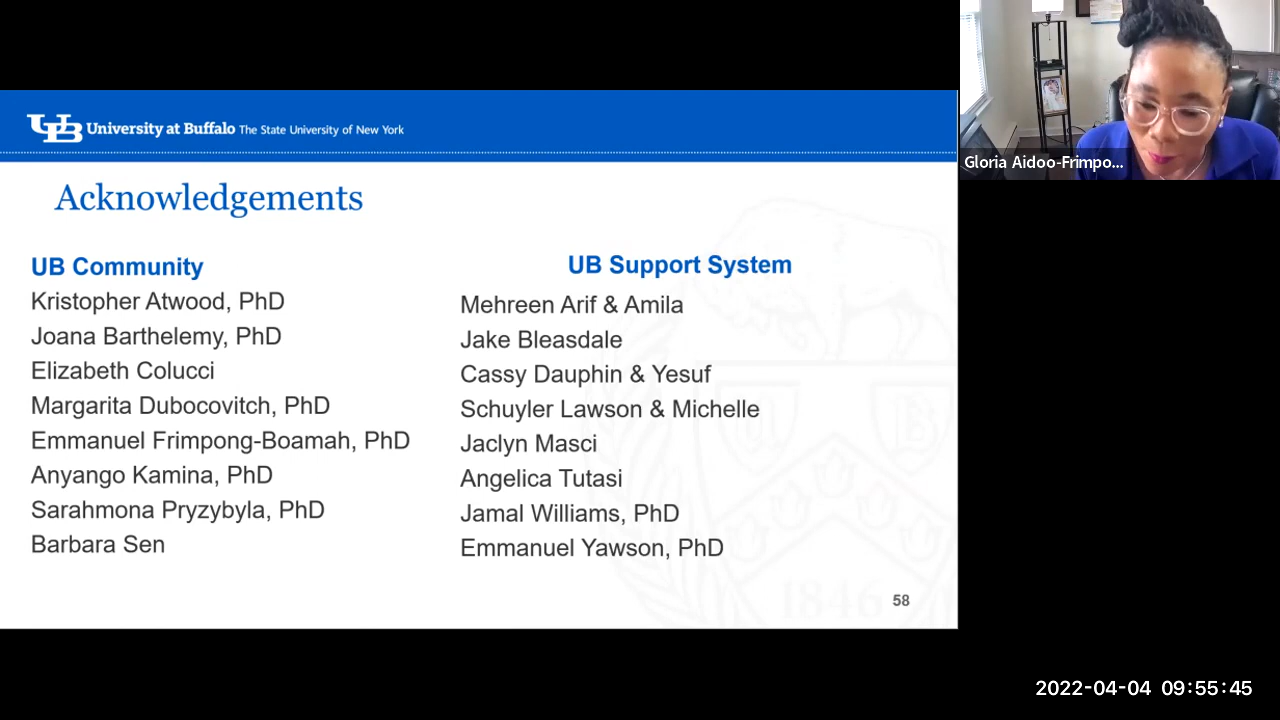 University at Buffalo The State University of New York
Acknowledgements
UB Community
Kristopher Atwood, PhD
Joana Barthelemy, PhD
Elizabeth Colucci
Margarita Dubocovitch, PhD
Emmanuel Frimpong-Boamah, PhD
Anyango Kamina, PhD
Sarahmona Pryzybyla, PhD
Barbara Sen
UB Support System
Mehreen Arif & Amila
Jake Bleasdale
Cassy Dauphin & Yesuf
Schuyler Lawson & Michelle
Jaclyn Masci
Angelica Tutasi
Jamal Williams, PhD
Emmanuel Yawson, PhD
1846
58
Gloria Aidoo-Frimpo...
2022-04-04 09:55:45